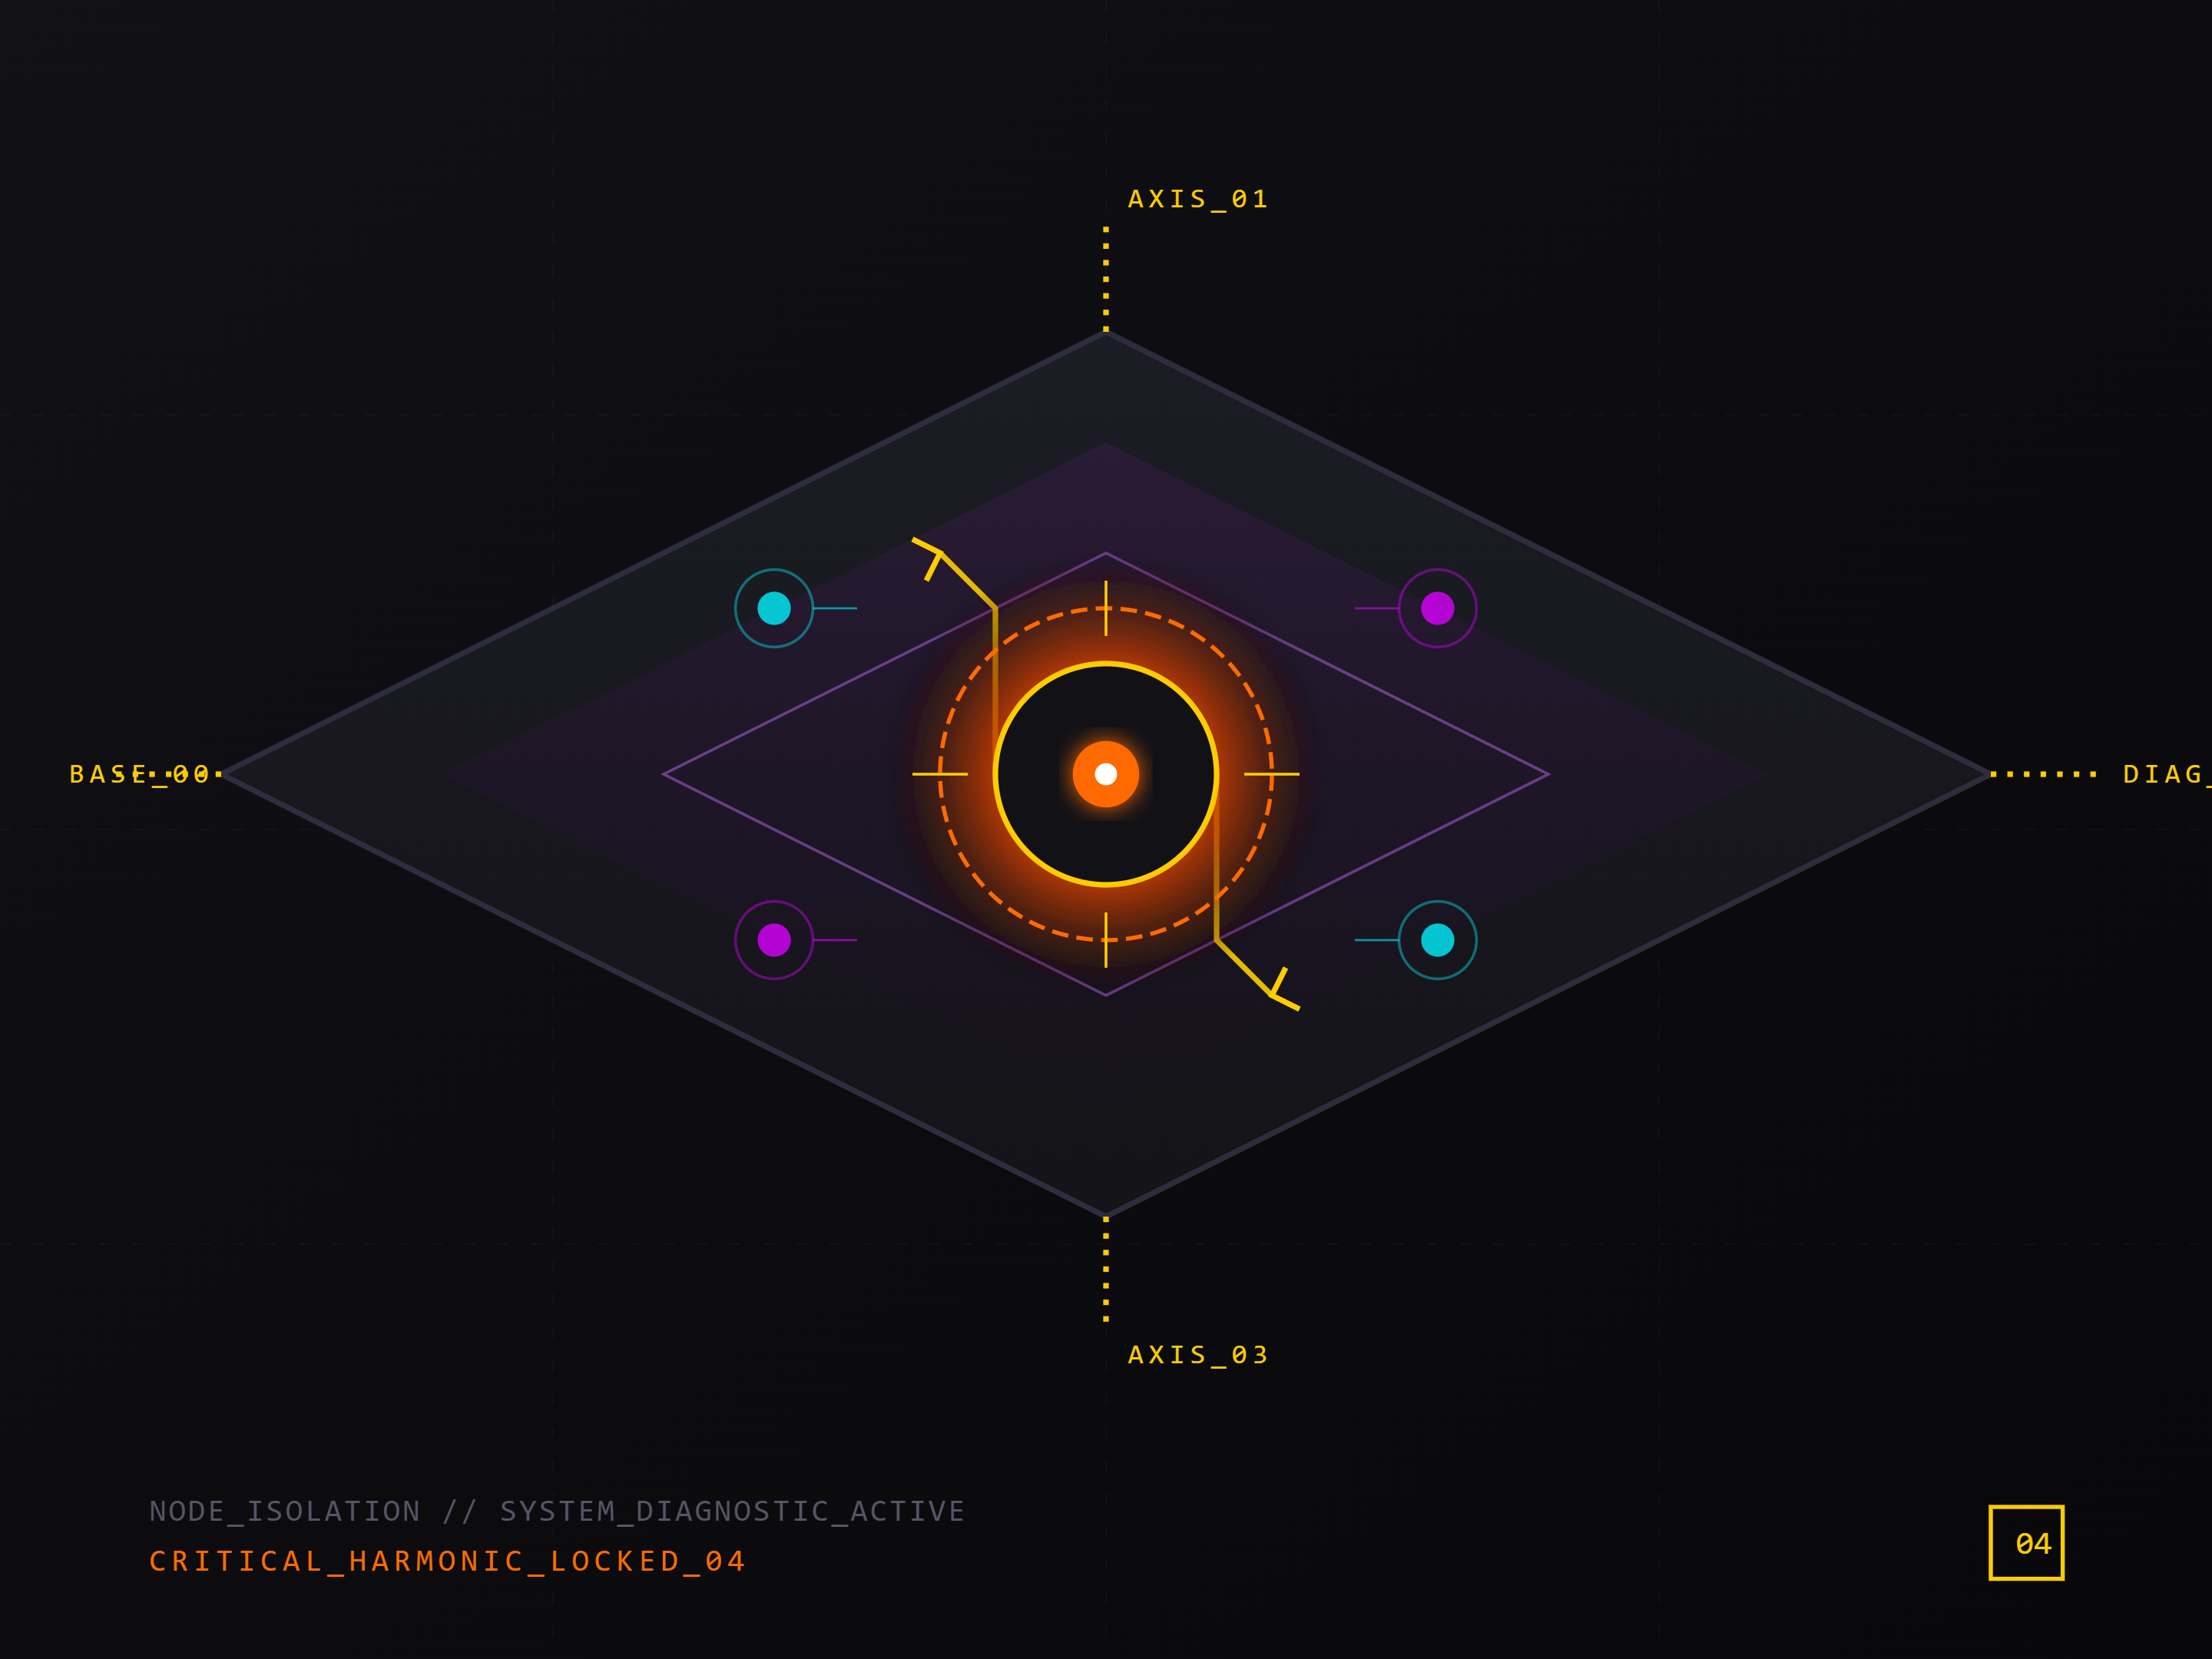 AXIS_01
BASE_00
DIAG_
AXIS_03
NODE_ISOLATION // SYSTEM_DIAGNOSTIC_ACTIVE
CRITICAL_HARMONIC_LOCKED_04
04